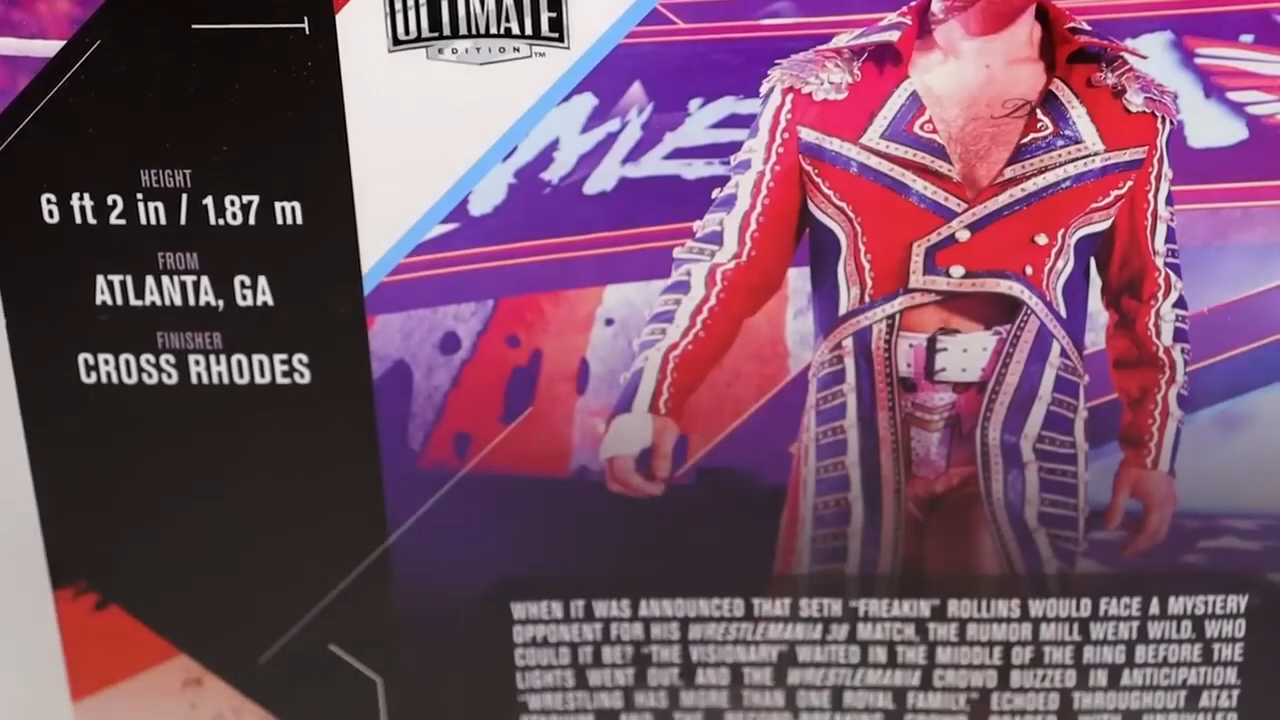 ULTIMATE
EDITION™
HEIGHT
6 ft 2 in / 1.87 m
FROM
ATLANTA, GA
FINISHER
CROSS RHODES
WHEN IT WAS ANNOUNCED THAT SETH "FREAKIN" ROLLINS WOULD FACE A MYSTERY
OPPONENT FOR HIS WRESTLEMANIA 38 MATCH, THE RUMOR MILL WENT WILD. WHO
COULD IT BE? "THE VISIONARY" WAITED IN THE MIDDLE OF THE RING BEFORE THE
LIGHTS WENT OUT, AND THE WRESTLEMANIA CROWD BUZZED IN ANTICIPATION.
"WRESTLING HAS MORE THAN ONE ROYAL FAMILY," ECHOED THROUGHOUT AT&T